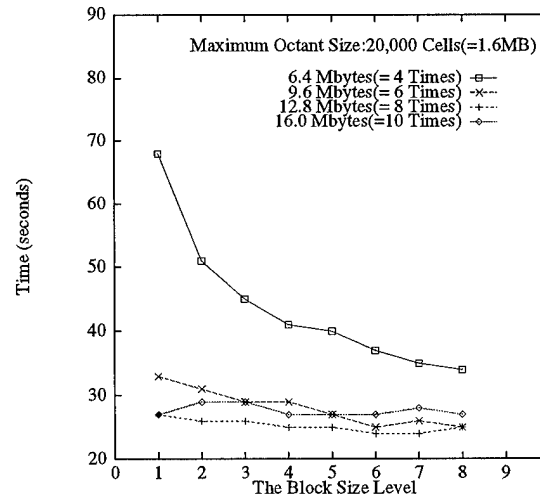 Maximum Octant Size:20,000 Cells(=1.6MB)
6.4 Mbytes(= 4 Times)
9.6 Mbytes(= 6 Times)
12.8 Mbytes(= 8 Times)
16.0 Mbytes(=10 Times)
90
80
70
60
50
40
30
20
Time (seconds)
0 1 2 3 4 5 6 7 8 9
The Block Size Level